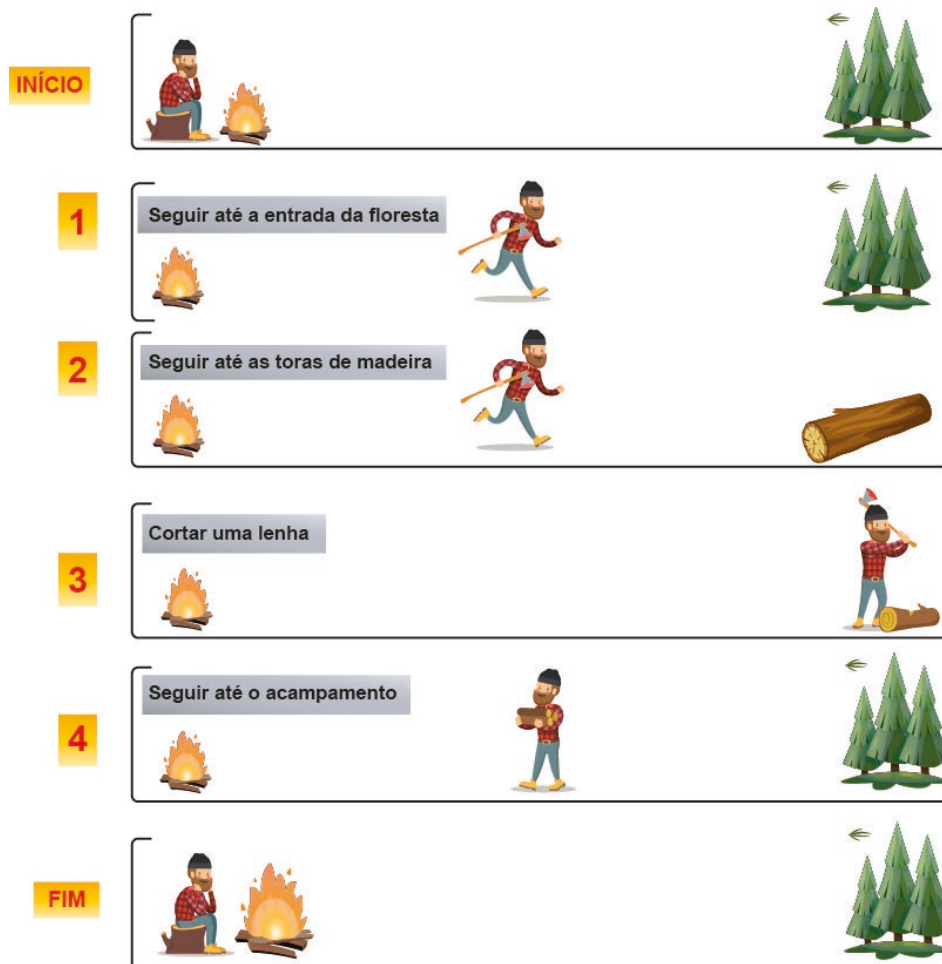 INÍCIO
1
Seguir até a entrada da floresta
2
Seguir até as toras de madeira
3
Cortar uma lenha
4
Seguir até o acampamento
FIM